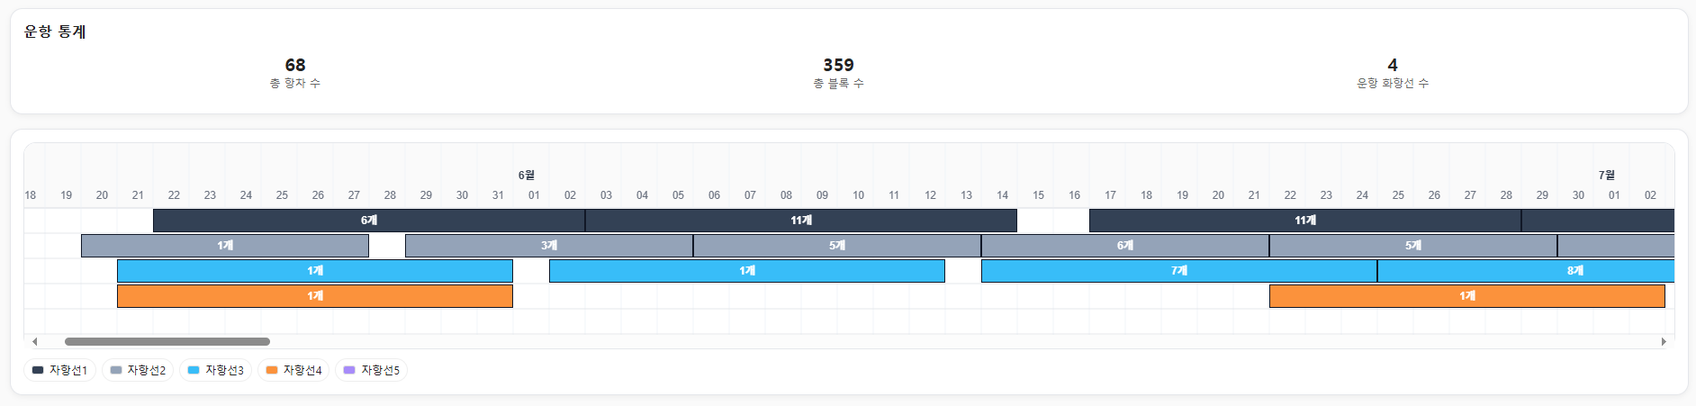 운항 통계
68
총 항차 수
359
총 블록 수
4
운항 화항선 수
6월
7월
18 19 20 21 22 23 24 25 26 27 28 29 30 31 01 02 03 04 05 06 07 08 09 10 11 12 13 14 15 16 17 18 19 20 21 22 23 24 25 26 27 28 29 30 01 02
6개 11개 11개
1개 3개 5개 6개 5개
1개 1개 7개 8개
1개 1개
자항선1 자항선2 자항선3 자항선4 자항선5